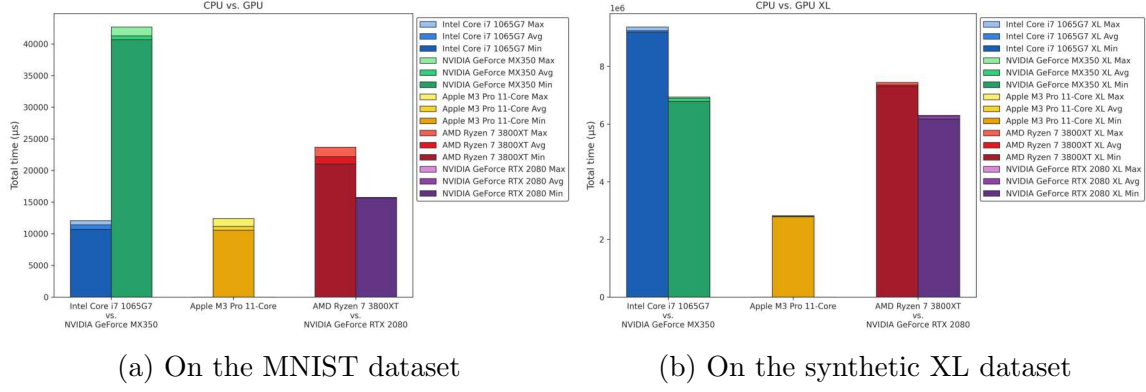 CPU vs. GPU
Total time (µs)
40000
35000
30000
25000
20000
15000
10000
5000
0
Intel Core i7 1065G7
vs.
NVIDIA GeForce MX350
Apple M3 Pro 11-Core
AMD Ryzen 7 3800XT
vs.
NVIDIA GeForce RTX 2080
Intel Core i7 1065G7 Max
Intel Core i7 1065G7 Avg
Intel Core i7 1065G7 Min
NVIDIA GeForce MX350 Max
NVIDIA GeForce MX350 Avg
NVIDIA GeForce MX350 Min
Apple M3 Pro 11-Core Max
Apple M3 Pro 11-Core Avg
Apple M3 Pro 11-Core Min
AMD Ryzen 7 3800XT Max
AMD Ryzen 7 3800XT Avg
AMD Ryzen 7 3800XT Min
NVIDIA GeForce RTX 2080 Max
NVIDIA GeForce RTX 2080 Avg
NVIDIA GeForce RTX 2080 Min
(a) On the MNIST dataset
CPU vs. GPU XL
1e6
Total time (µs)
8
6
4
2
0
Intel Core i7 1065G7
vs.
NVIDIA GeForce MX350
Apple M3 Pro 11-Core
AMD Ryzen 7 3800XT
vs.
NVIDIA GeForce RTX 2080
Intel Core i7 1065G7 XL Max
Intel Core i7 1065G7 XL Avg
Intel Core i7 1065G7 XL Min
NVIDIA GeForce MX350 XL Max
NVIDIA GeForce MX350 XL Avg
NVIDIA GeForce MX350 XL Min
Apple M3 Pro 11-Core XL Max
Apple M3 Pro 11-Core XL Avg
Apple M3 Pro 11-Core XL Min
AMD Ryzen 7 3800XT XL Max
AMD Ryzen 7 3800XT XL Avg
AMD Ryzen 7 3800XT XL Min
NVIDIA GeForce RTX 2080 XL Max
NVIDIA GeForce RTX 2080 XL Avg
NVIDIA GeForce RTX 2080 XL Min
(b) On the synthetic XL dataset